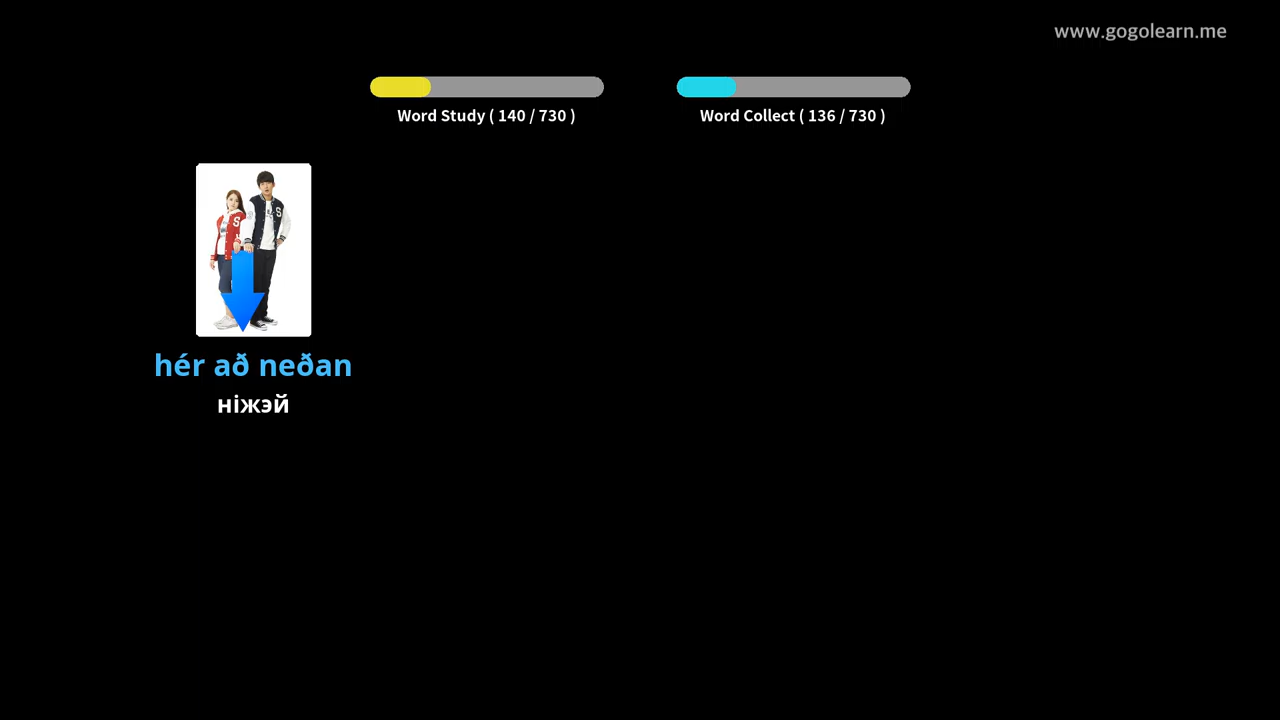 www.gogolearn.me
Word Study ( 140 / 730 )
Word Collect ( 136 / 730 )
S
S
hér að neðan
ніжэй